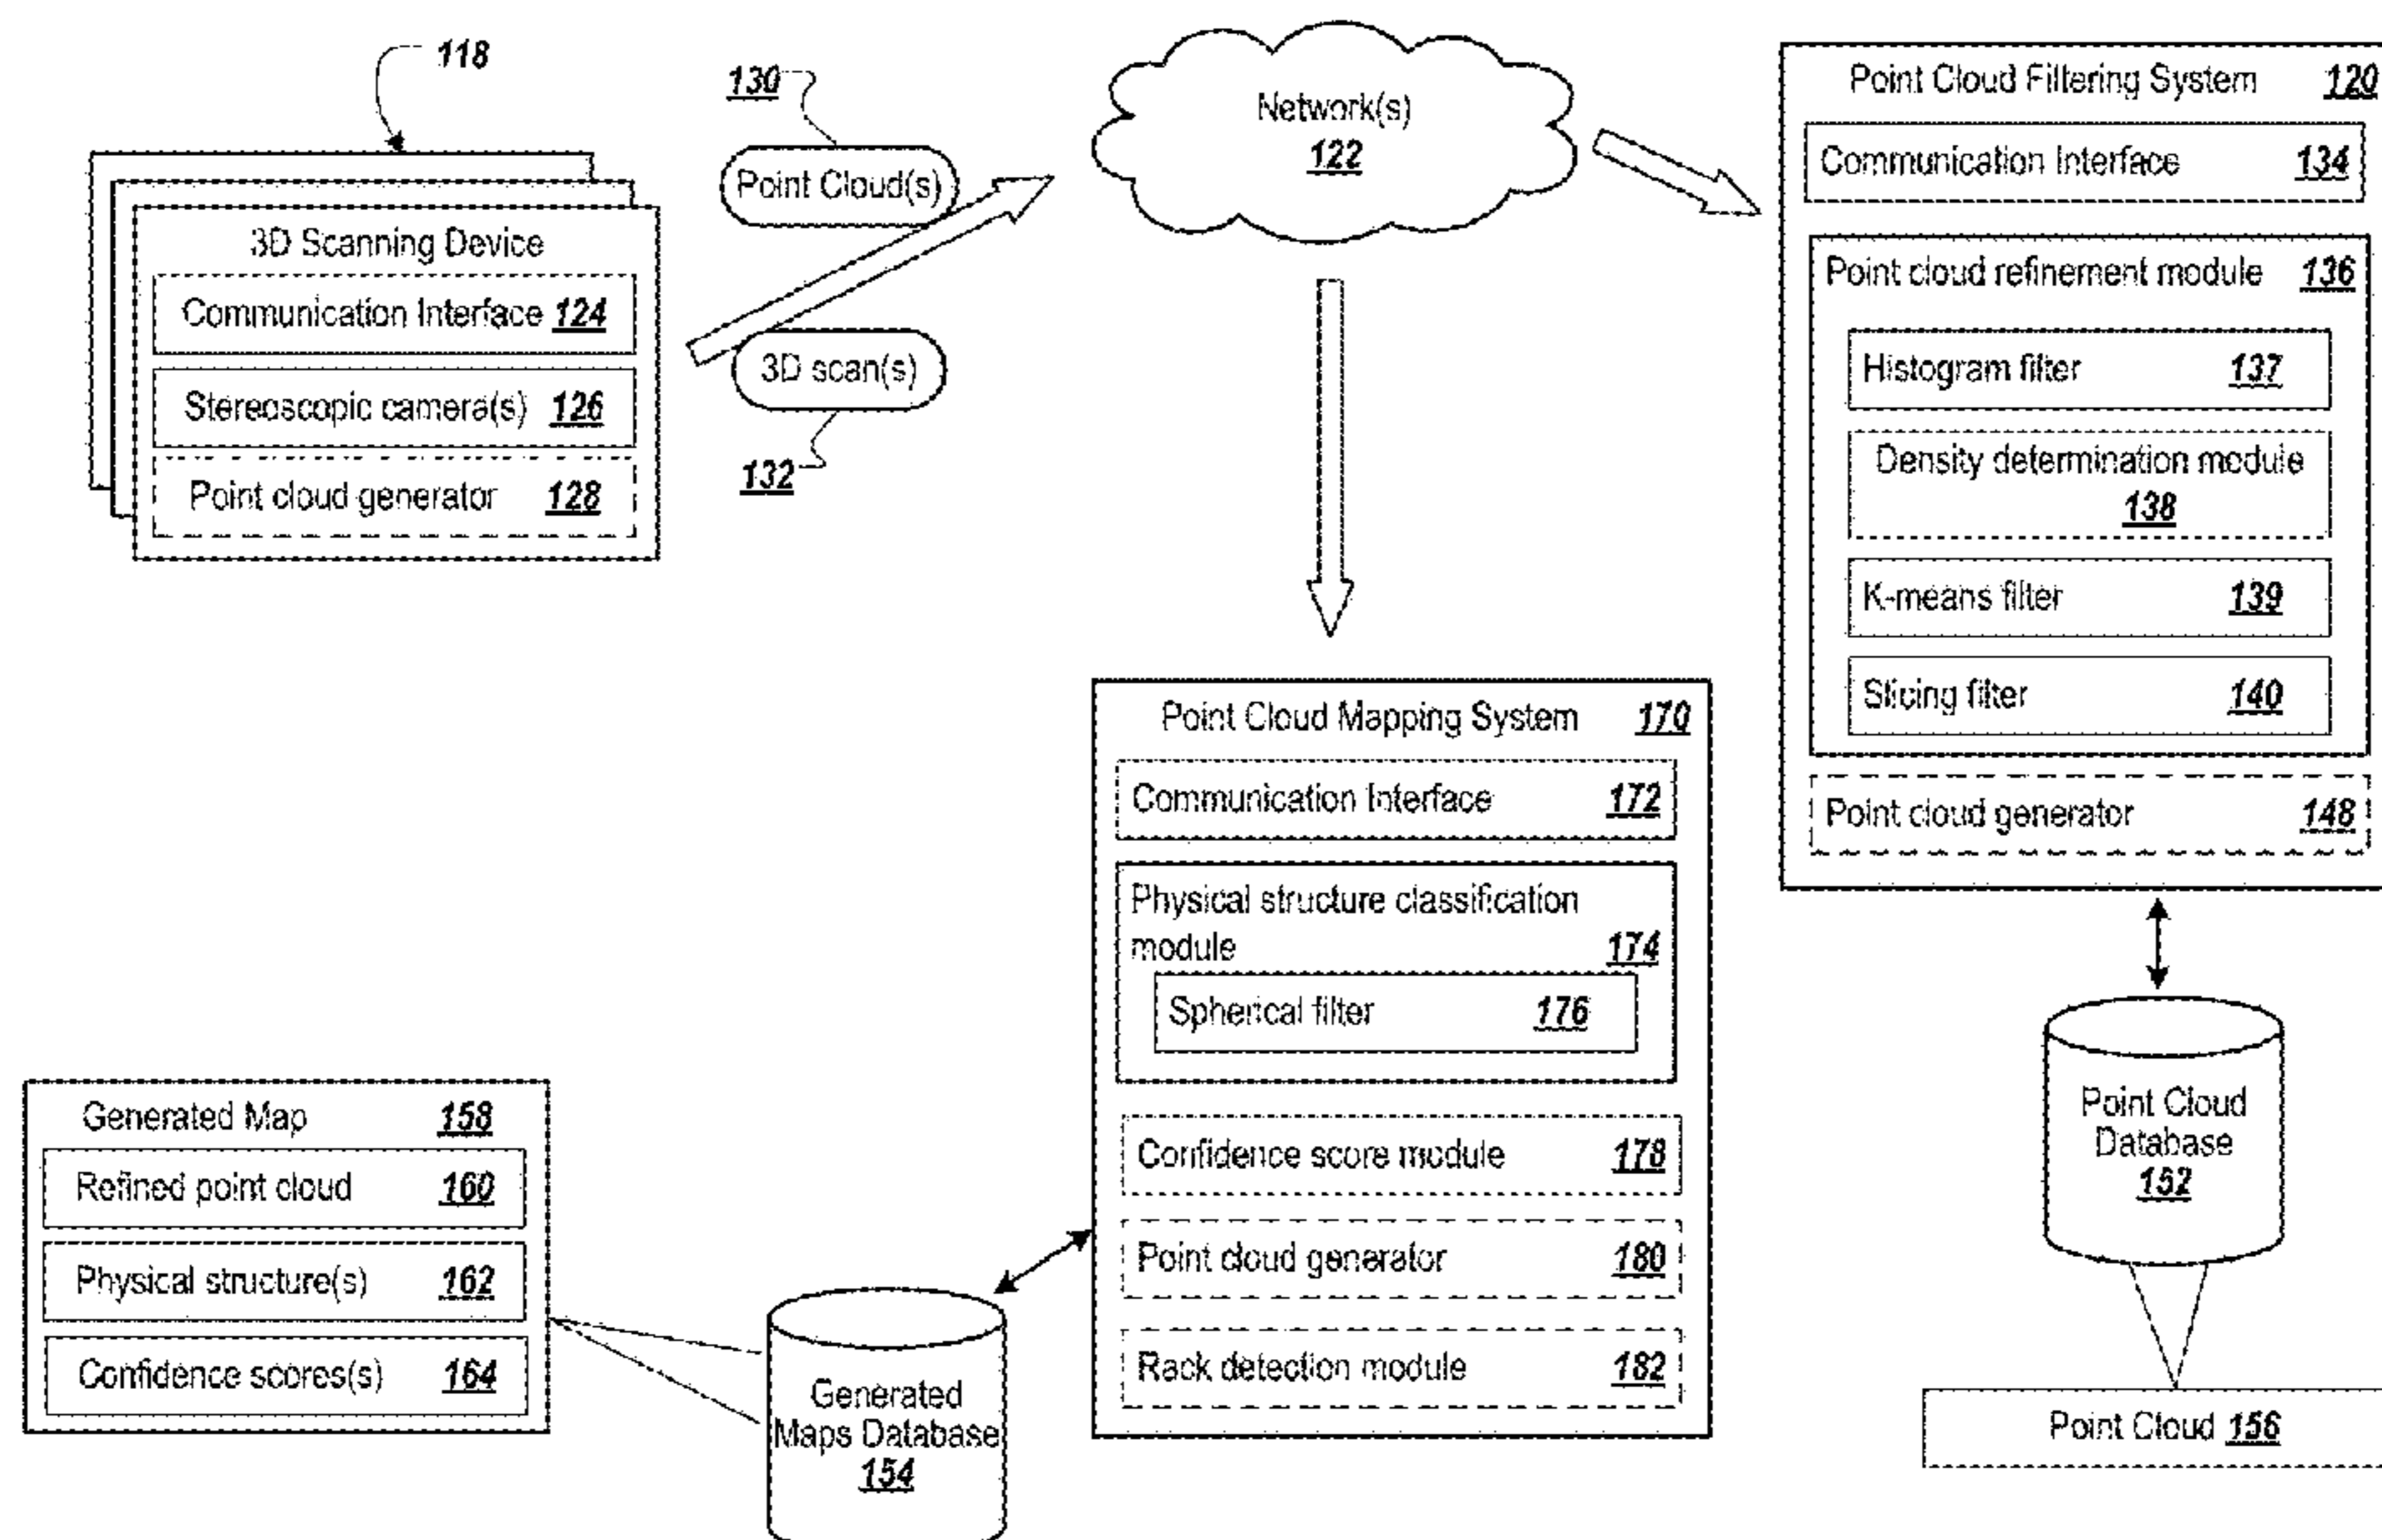 118
3D Scanning Device
Communication Interface 124
Stereoscopic camera(s) 126
Point cloud generator 128
130
Point Cloud(s)
3D scan(s)
132
Network(s)
122
Point Cloud Filtering System 120
Communication Interface 134
Point cloud refinement module 136
Histogram filter 137
Density determination module
138
K-means filter 139
Slicing filter 140
Point cloud generator 148
Point Cloud
Database
152
Point Cloud 156
Point Cloud Mapping System 170
Communication Interface 172
Physical structure classification
module 174
Spherical filter 176
Confidence score module 178
Point cloud generator 180
Rack detection module 182
Generated Map 158
Refined point cloud 160
Physical structure(s) 162
Confidence scores(s) 164
Generated
Maps Database
154